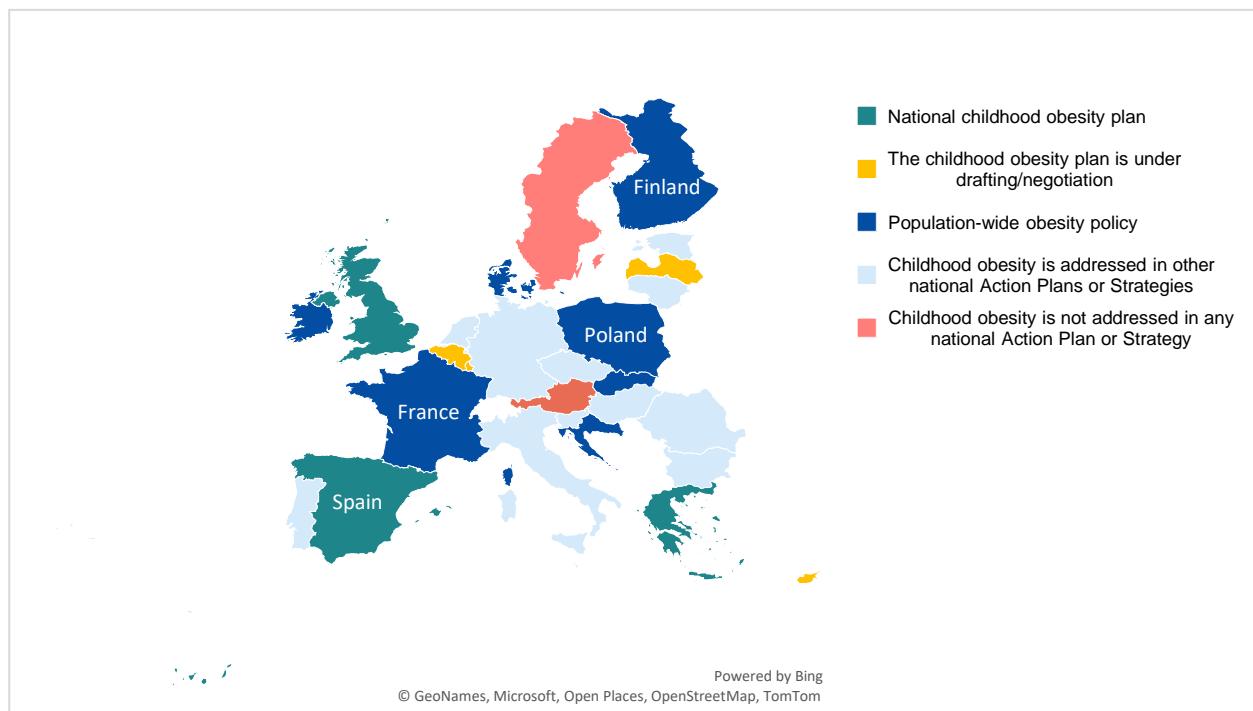 National childhood obesity plan
The childhood obesity plan is under
drafting/negotiation
Population-wide obesity policy
Childhood obesity is addressed in other
national Action Plans or Strategies
Childhood obesity is not addressed in any
national Action Plan or Strategy
Finland
Poland
France
Spain
Powered by Bing
© GeoNames, Microsoft, Open Places, OpenStreetMap, TomTom